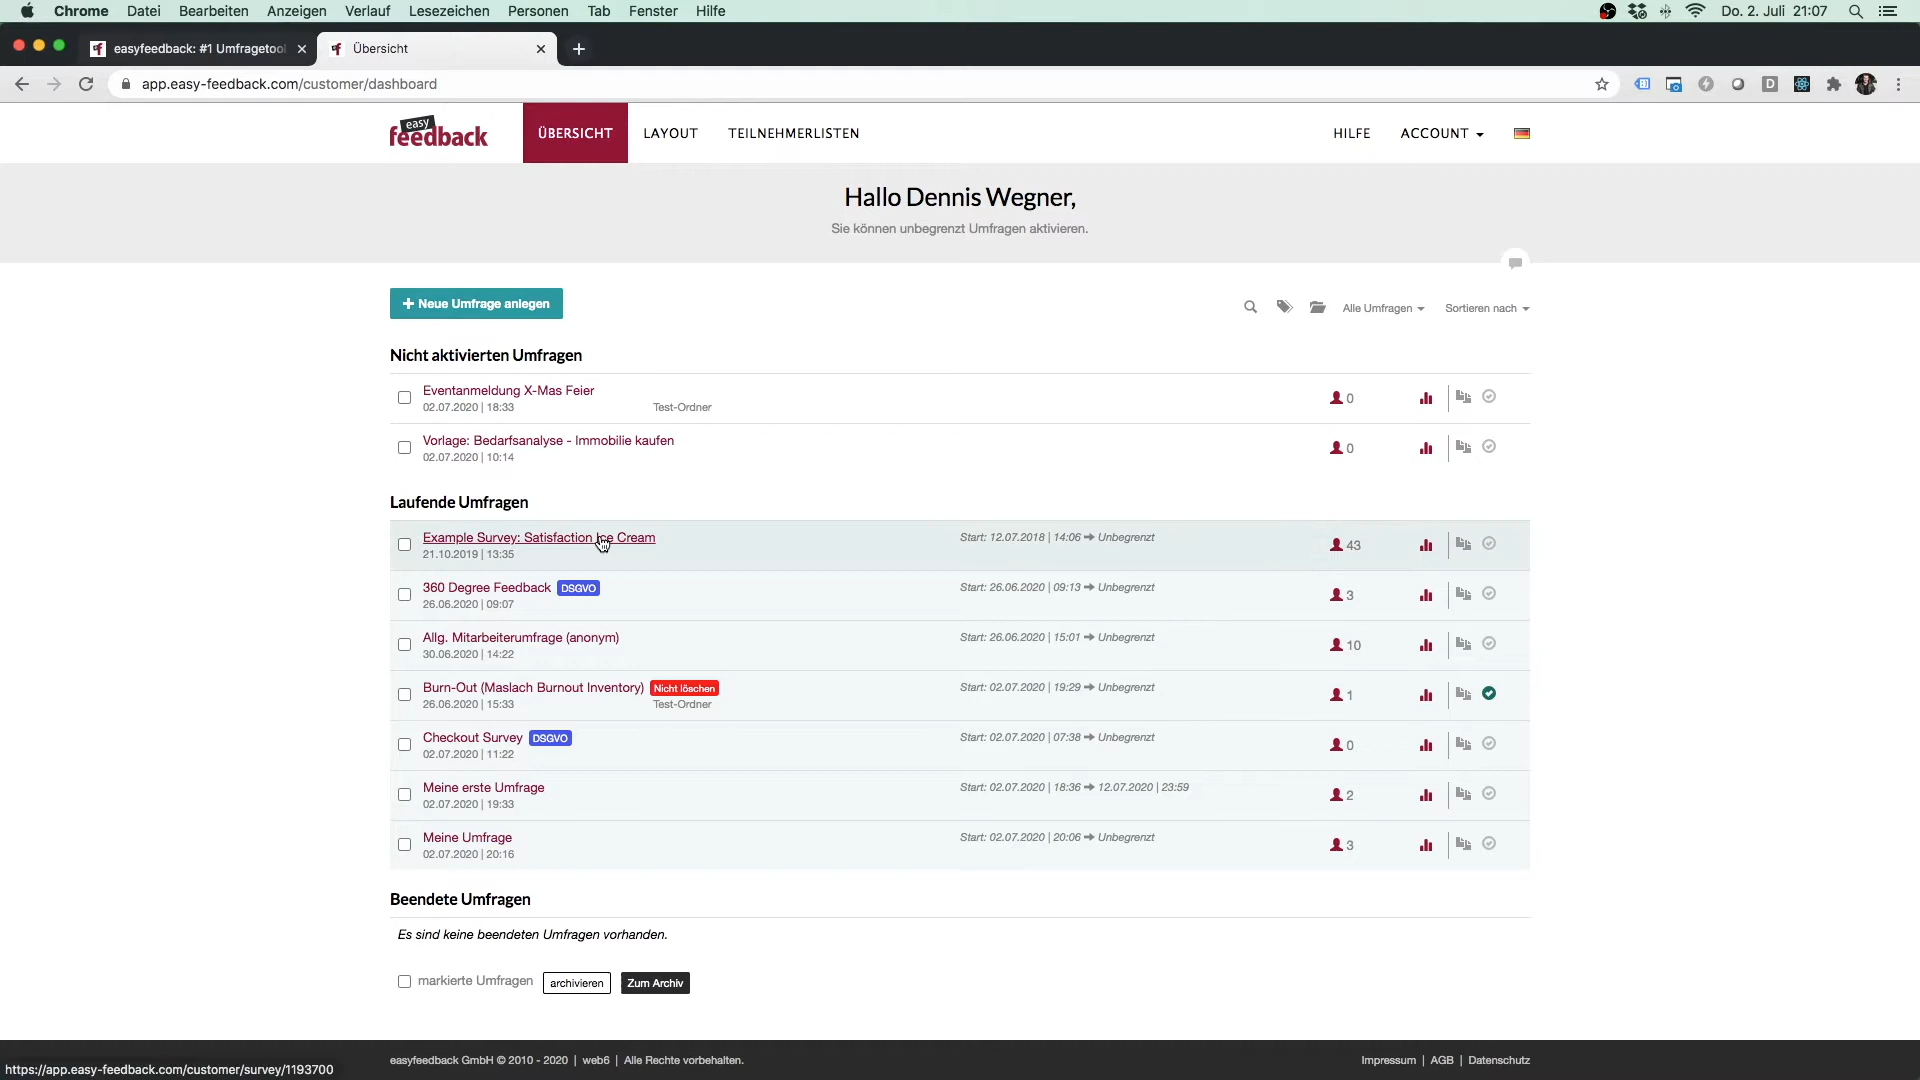 Chrome Datei Bearbeiten Anzeigen Verlauf Lesezeichen Personen Tab Fenster Hilfe Do. 2. Juli 21:07
easyfeedback: #1 Umfragetool Übersicht
app.easy-feedback.com/customer/dashboard
easy feedback ÜBERSICHT LAYOUT TEILNEHMERLISTEN HILFE ACCOUNT
Hallo Dennis Wegner,
Sie können unbegrenzt Umfragen aktivieren.
Neue Umfrage anlegen Alle Umfragen Sortieren nach
Nicht aktivierten Umfragen
Eventanmeldung X-Mas Feier 0
02.07.2020 | 18:33 Test-Ordner
Vorlage: Bedarfsanalyse - Immobilie kaufen 0
02.07.2020 | 10:14
Laufende Umfragen
Example Survey: Satisfaction Ice Cream Start: 12.07.2018 | 14:06 ➔ Unbegrenzt 43
21.10.2019 | 13:35
360 Degree Feedback DSGVO Start: 26.06.2020 | 09:13 ➔ Unbegrenzt 3
26.06.2020 | 09:07
Allg. Mitarbeiterumfrage (anonym) Start: 26.06.2020 | 15:01 ➔ Unbegrenzt 10
30.06.2020 | 14:22
Burn-Out (Maslach Burnout Inventory) Nicht löschen Start: 02.07.2020 | 19:29 ➔ Unbegrenzt 1
26.06.2020 | 15:33 Test-Ordner
Checkout Survey DSGVO Start: 02.07.2020 | 07:38 ➔ Unbegrenzt 0
02.07.2020 | 11:22
Meine erste Umfrage Start: 02.07.2020 | 18:36 ➔ 12.07.2020 | 23:59 2
02.07.2020 | 19:33
Meine Umfrage Start: 02.07.2020 | 20:06 ➔ Unbegrenzt 3
02.07.2020 | 20:16
Beendete Umfragen
Es sind keine beendeten Umfragen vorhanden.
markierte Umfragen archivieren Zum Archiv
easyfeedback GmbH © 2010 - 2020 | web6 | Alle Rechte vorbehalten. Impressum | AGB | Datenschutz
https://app.easy-feedback.com/customer/survey/1193700